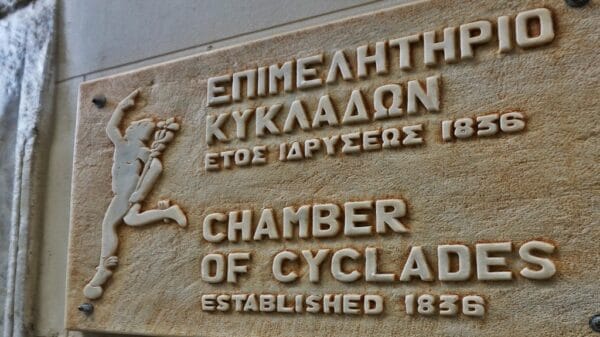 ΕΠΙΜΕΛΗΤΗΡΙΟ
ΚΥΚΛΑΔΩΝ
ΕΤΟΣ ΙΔΡΥΣΕΩΣ 1836
CHAMBER
OF CYCLADES
ESTABLISHED 1836